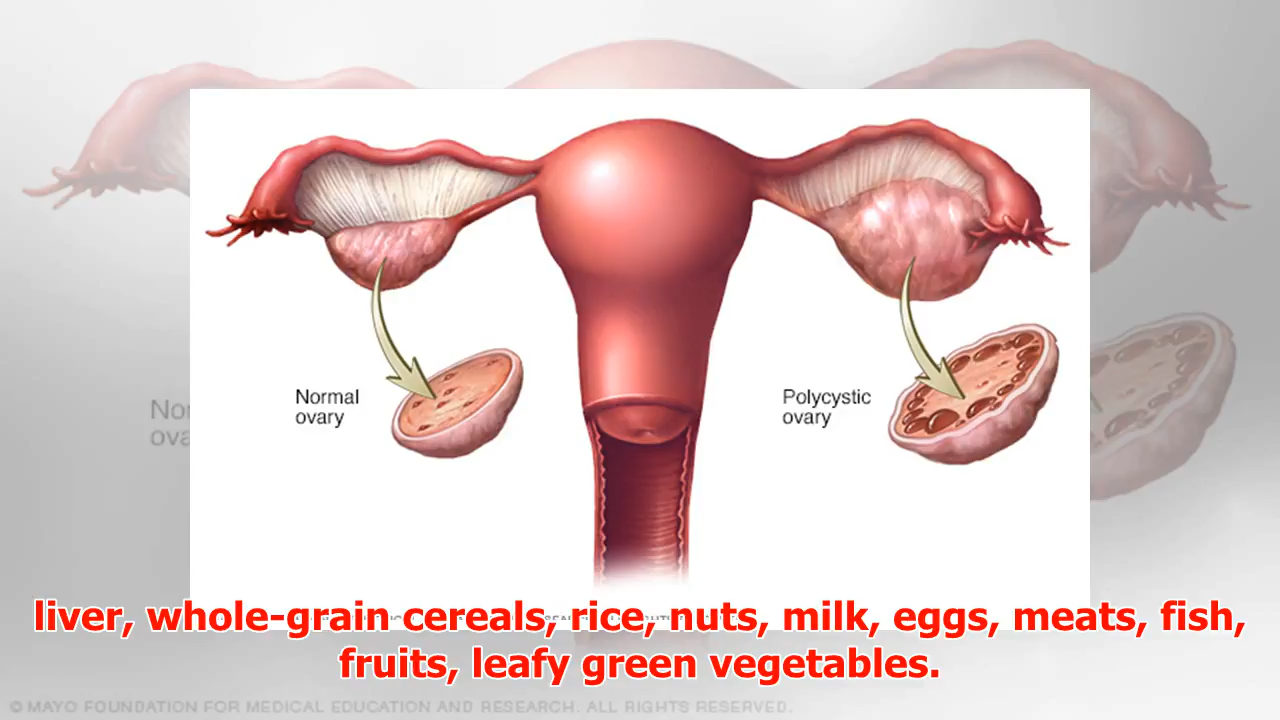 Normal
ovary
Polycystic
ovary
liver, whole-grain cereals, rice, nuts, milk, eggs, meats, fish,
fruits, leafy green vegetables.
© MAYO FOUNDATION FOR MEDICAL EDUCATION AND RESEARCH. ALL RIGHTS RESERVED.